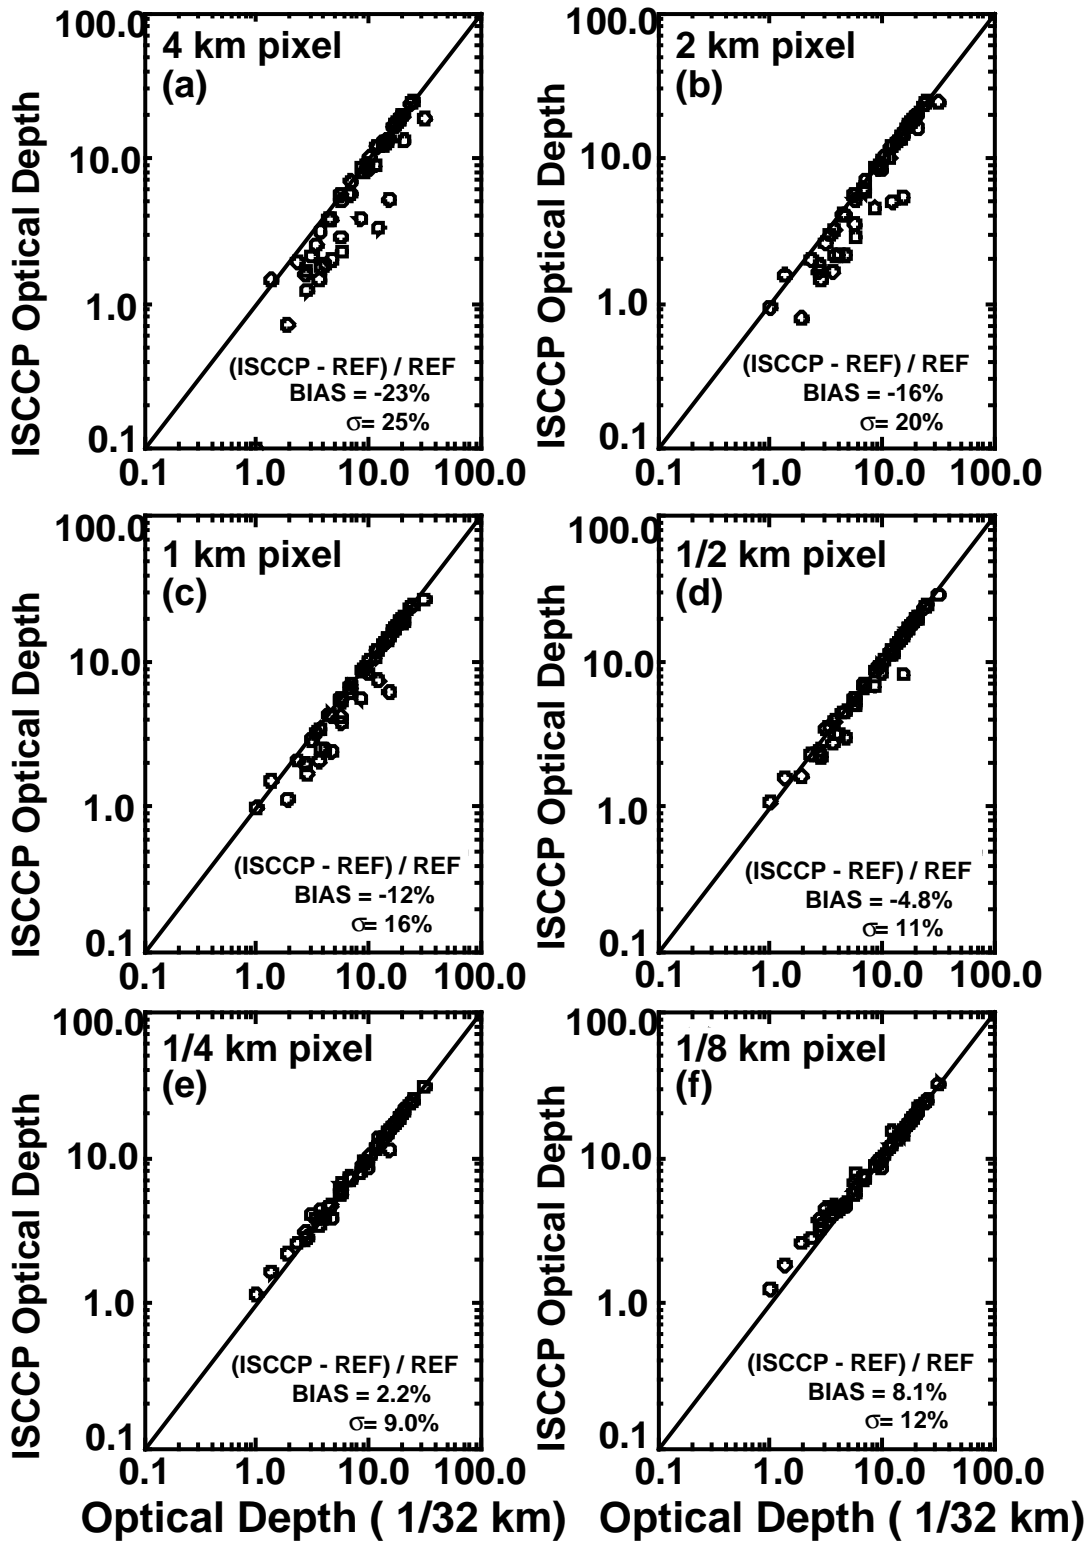 100.0
10.0
1.0
0.1
ISCCP Optical Depth
4 km pixel
(a)
(ISCCP - REF) / REF
BIAS = -23%
σ= 25%
0.1 1.0 10.0 100.0
100.0
10.0
1.0
0.1
ISCCP Optical Depth
2 km pixel
(b)
(ISCCP - REF) / REF
BIAS = -16%
σ= 20%
0.1 1.0 10.0 100.0
100.0
10.0
1.0
0.1
ISCCP Optical Depth
1 km pixel
(c)
(ISCCP - REF) / REF
BIAS = -12%
σ= 16%
0.1 1.0 10.0 100.0
100.0
10.0
1.0
0.1
ISCCP Optical Depth
1/2 km pixel
(d)
(ISCCP - REF) / REF
BIAS = -4.8%
σ= 11%
0.1 1.0 10.0 100.0
100.0
10.0
1.0
0.1
ISCCP Optical Depth
1/4 km pixel
(e)
(ISCCP - REF) / REF
BIAS = 2.2%
σ= 9.0%
0.1 1.0 10.0 100.0
Optical Depth ( 1/32 km)
100.0
10.0
1.0
0.1
ISCCP Optical Depth
1/8 km pixel
(f)
(ISCCP - REF) / REF
BIAS = 8.1%
σ= 12%
0.1 1.0 10.0 100.0
Optical Depth ( 1/32 km)